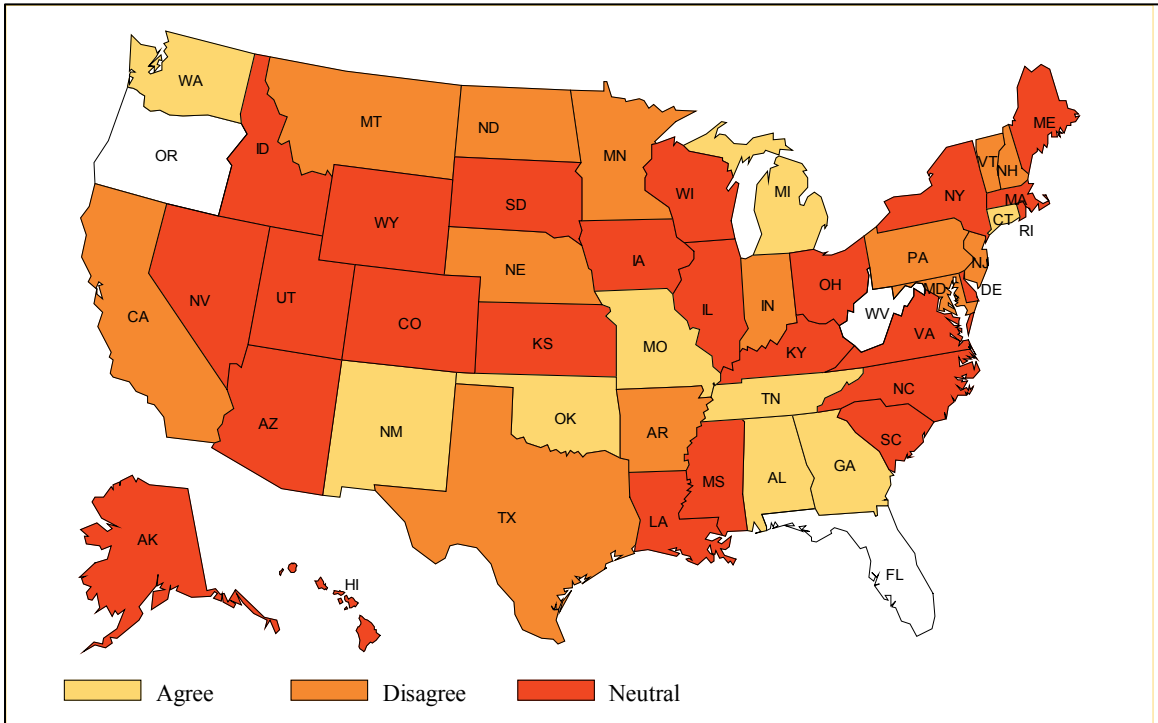 WA
MT
ND
MN
ME
OR
ID
VT
NH
WI
MI
NY
MA
SD
WY
CT
RI
PA
IA
NE
NJ
OH
MD
DE
IN
NV
UT
IL
WV
CA
CO
VA
KS
MO
KY
NC
TN
OK
AZ
NM
AR
SC
GA
MS
AL
TX
LA
AK
FL
HI
Agree Disagree Neutral